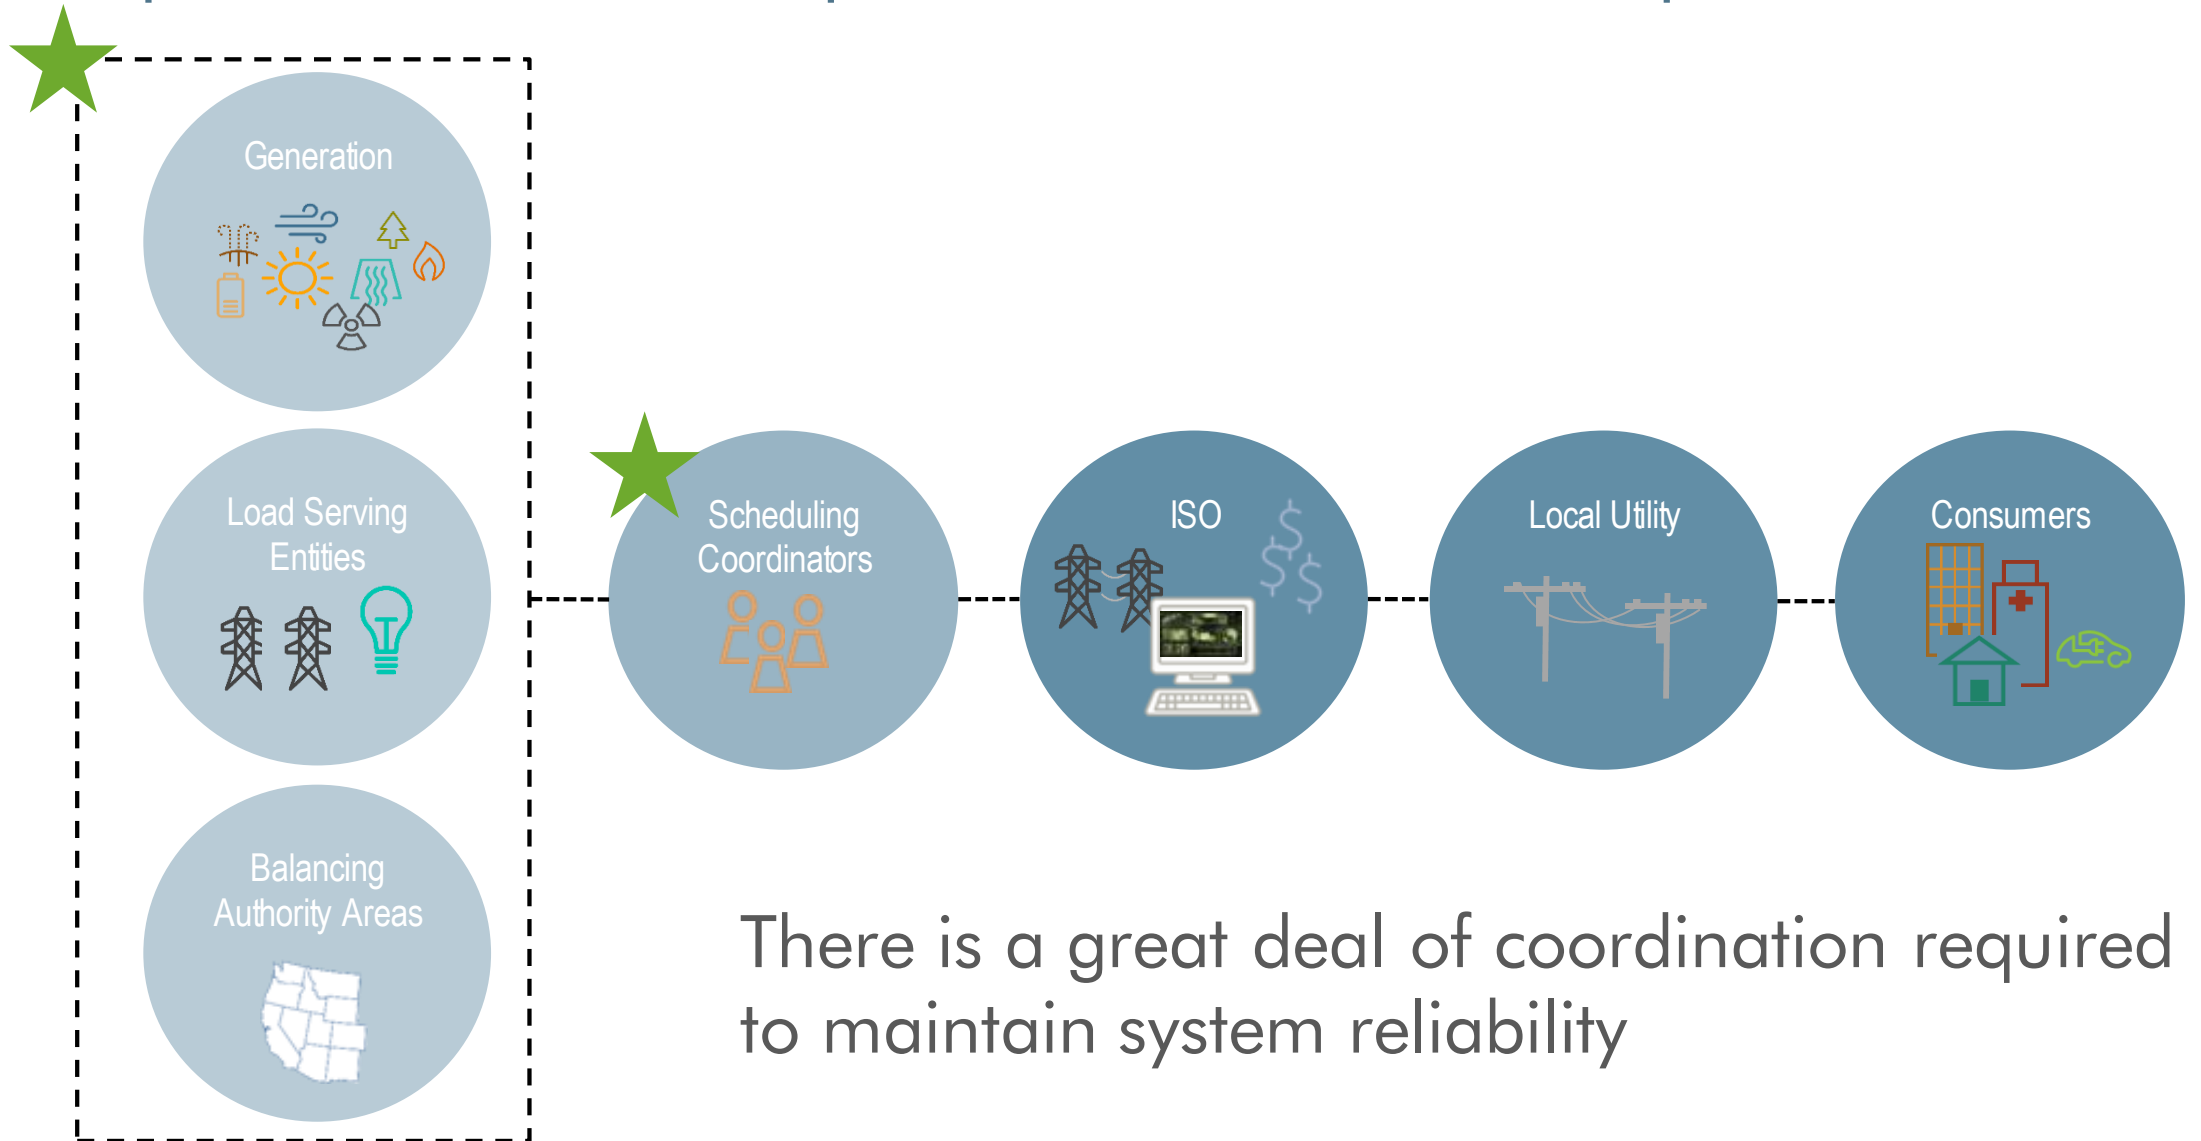 Generation
Load Serving
Entities
Balancing
Authority Areas
Scheduling
Coordinators
ISO
Local Utility
Consumers
There is a great deal of coordination required
to maintain system reliability